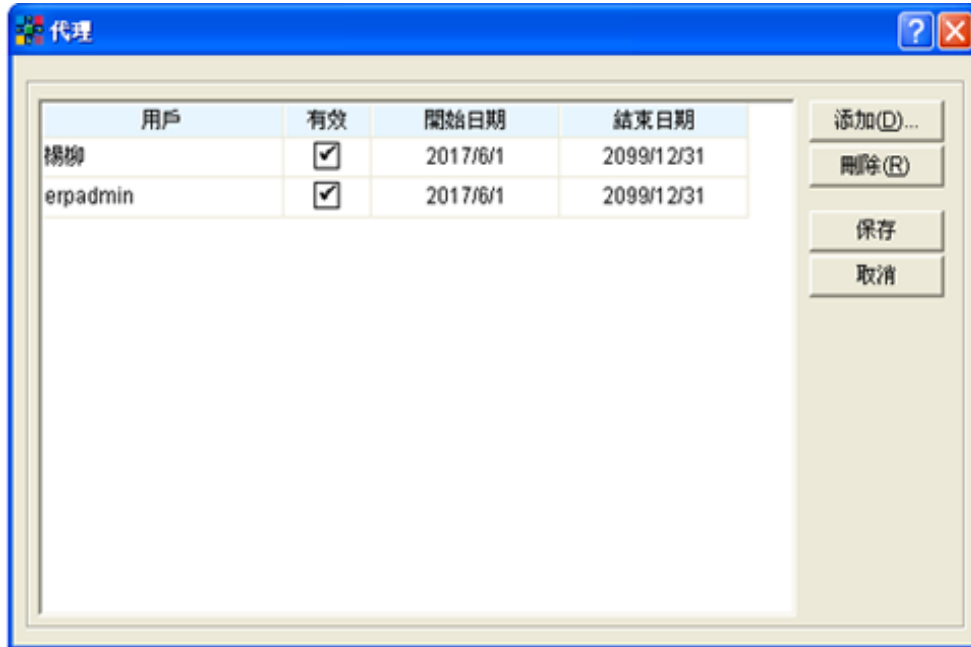 代理
用戶 有效 開始日期 結束日期
楊柳 2017/6/1 2099/12/31
erpadmin 2017/6/1 2099/12/31
添加(D)...
刪除(R)
保存
取消